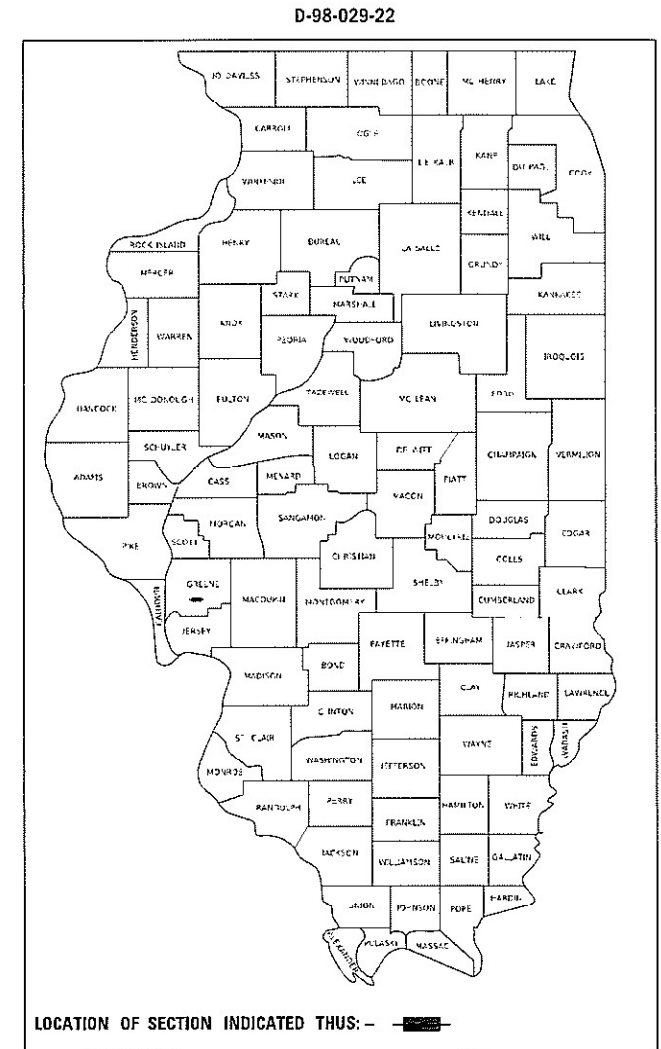 D-98-029-22
JO DAVIESS STEPHENSON WINNEBAGO BOONE MC HENRY LAKE
CARROLL OGLE DE KALB KANE DU PAGE COOK
WHITESIDE LEE KENDALL WILL
ROCK ISLAND HENRY BUREAU LA SALLE GRUNDY
MERCER PUTNAM KANKAKEE
STARK MARSHALL LIVINGSTON
HENDERSON WARREN KNOX PEORIA WOODFORD IROQUOIS
HANCOCK MC DONOUGH FULTON TAZEWELL MC LEAN FORD
MASON
SCHUYLER LOGAN DE WITT CHAMPAIGN VERMILION
ADAMS BROWN CASS MENARD MACON PIATT
MORGAN SANGAMON DOUGLAS
PIKE SCOTT CHRISTIAN MOULTRIE EDGAR
COLES
GREENE SHELBY CLARK
CALHOUN MACOUPIN MONTGOMERY CUMBERLAND
JERSEY FAYETTE EFFINGHAM JASPER CRAWFORD
MADISON BOND
CLAY RICHLAND LAWRENCE
CLINTON MARION
ST CLAIR WAYNE EDWARDS WABASH
MONROE WASHINGTON JEFFERSON
RANDOLPH PERRY HAMILTON WHITE
FRANKLIN
JACKSON WILLIAMSON SALINE GALLATIN
UNION JOHNSON POPE HARDIN
ALEXANDER PULASKI MASSAC
LOCATION OF SECTION INDICATED THUS: –